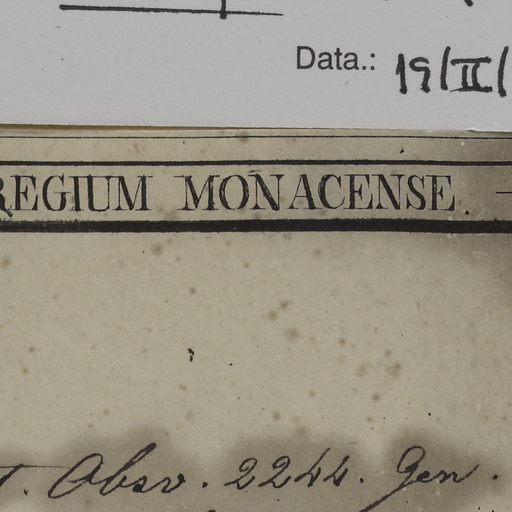 Data.: 19/II/
REGIUM MONACENSE.
. Obsv. 2244. Gen.